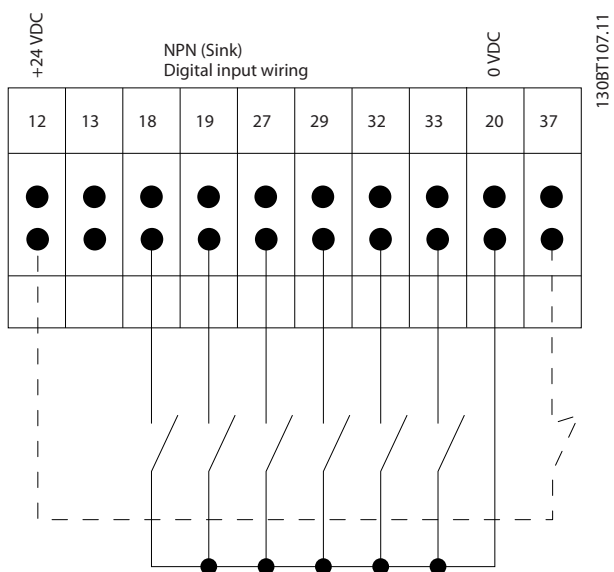 +24 VDC
NPN (Sink)
Digital input wiring
0 VDC
130BT107.11
12 13 18 19 27 29 32 33 20 37